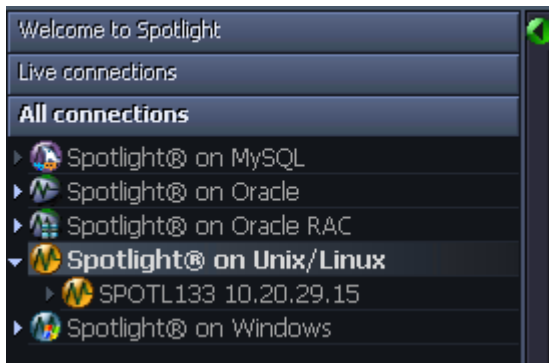 Welcome to Spotlight
Live connections
All connections
Spotlight® on MySQL
Spotlight® on Oracle
Spotlight® on Oracle RAC
Spotlight® on Unix/Linux
SPOTL133 10.20.29.15
Spotlight® on Windows